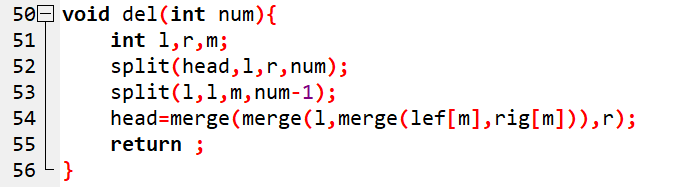 50 void del(int num){
51     int l,r,m;
52     split(head,l,r,num);
53     split(l,l,m,num-1);
54     head=merge(merge(l,merge(lef[m],rig[m])),r);
55     return ;
56 }